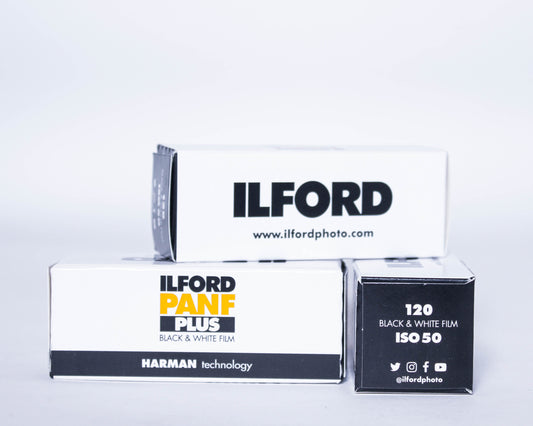 ILFORD
www.ilfordphoto.com
ILFORD
PANF
PLUS
BLACK & WHITE FILM
HARMAN technology
120
BLACK & WHITE FILM
ISO 50
@ilfordphoto